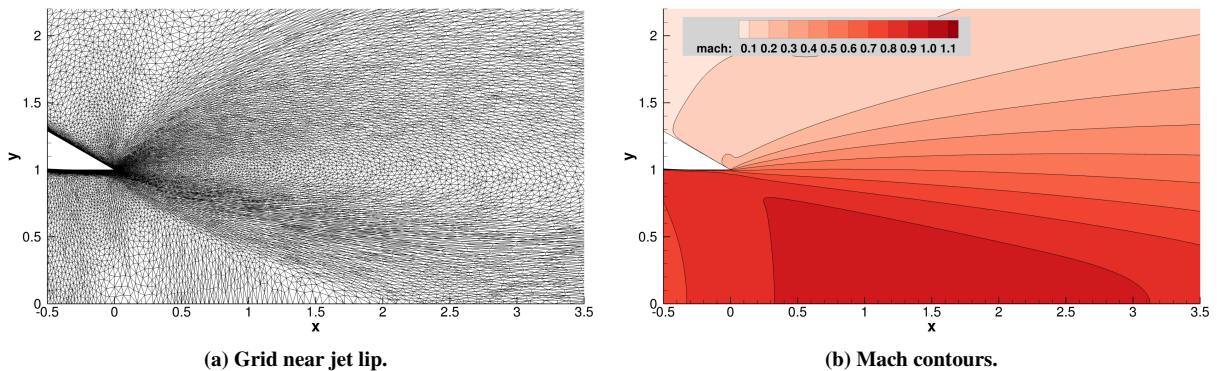 2
1.5
1
0.5
0
y
-0.5 0 0.5 1 1.5 2 2.5 3 3.5
x
(a) Grid near jet lip.
mach: 0.1 0.2 0.3 0.4 0.5 0.6 0.7 0.8 0.9 1.0 1.1
2
1.5
1
0.5
0
y
-0.5 0 0.5 1 1.5 2 2.5 3 3.5
x
(b) Mach contours.